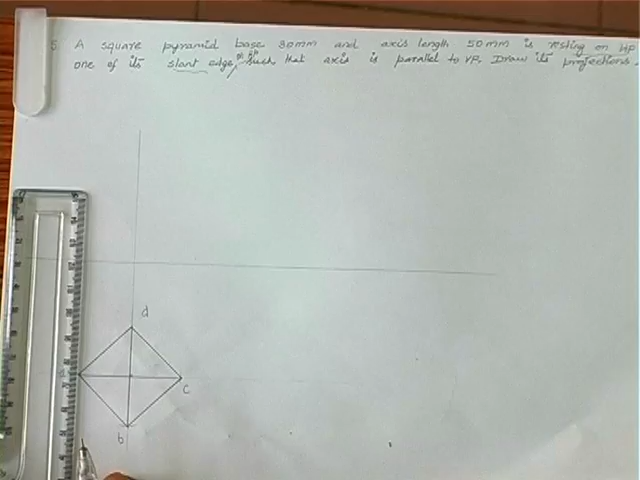 5 A square pyramid base 30mm and axis length 50mm is resting on HP
one of its slant edge, such that axis is parallel to VP. Draw its projections.
d
a
c
b